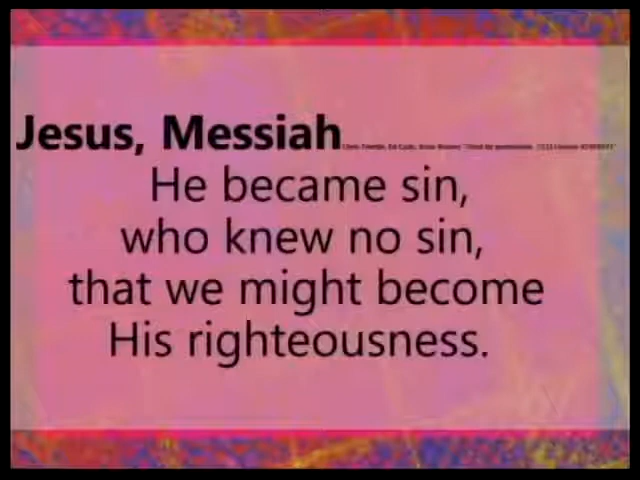 Jesus, Messiah
He became sin,
who knew no sin,
that we might become
His righteousness.